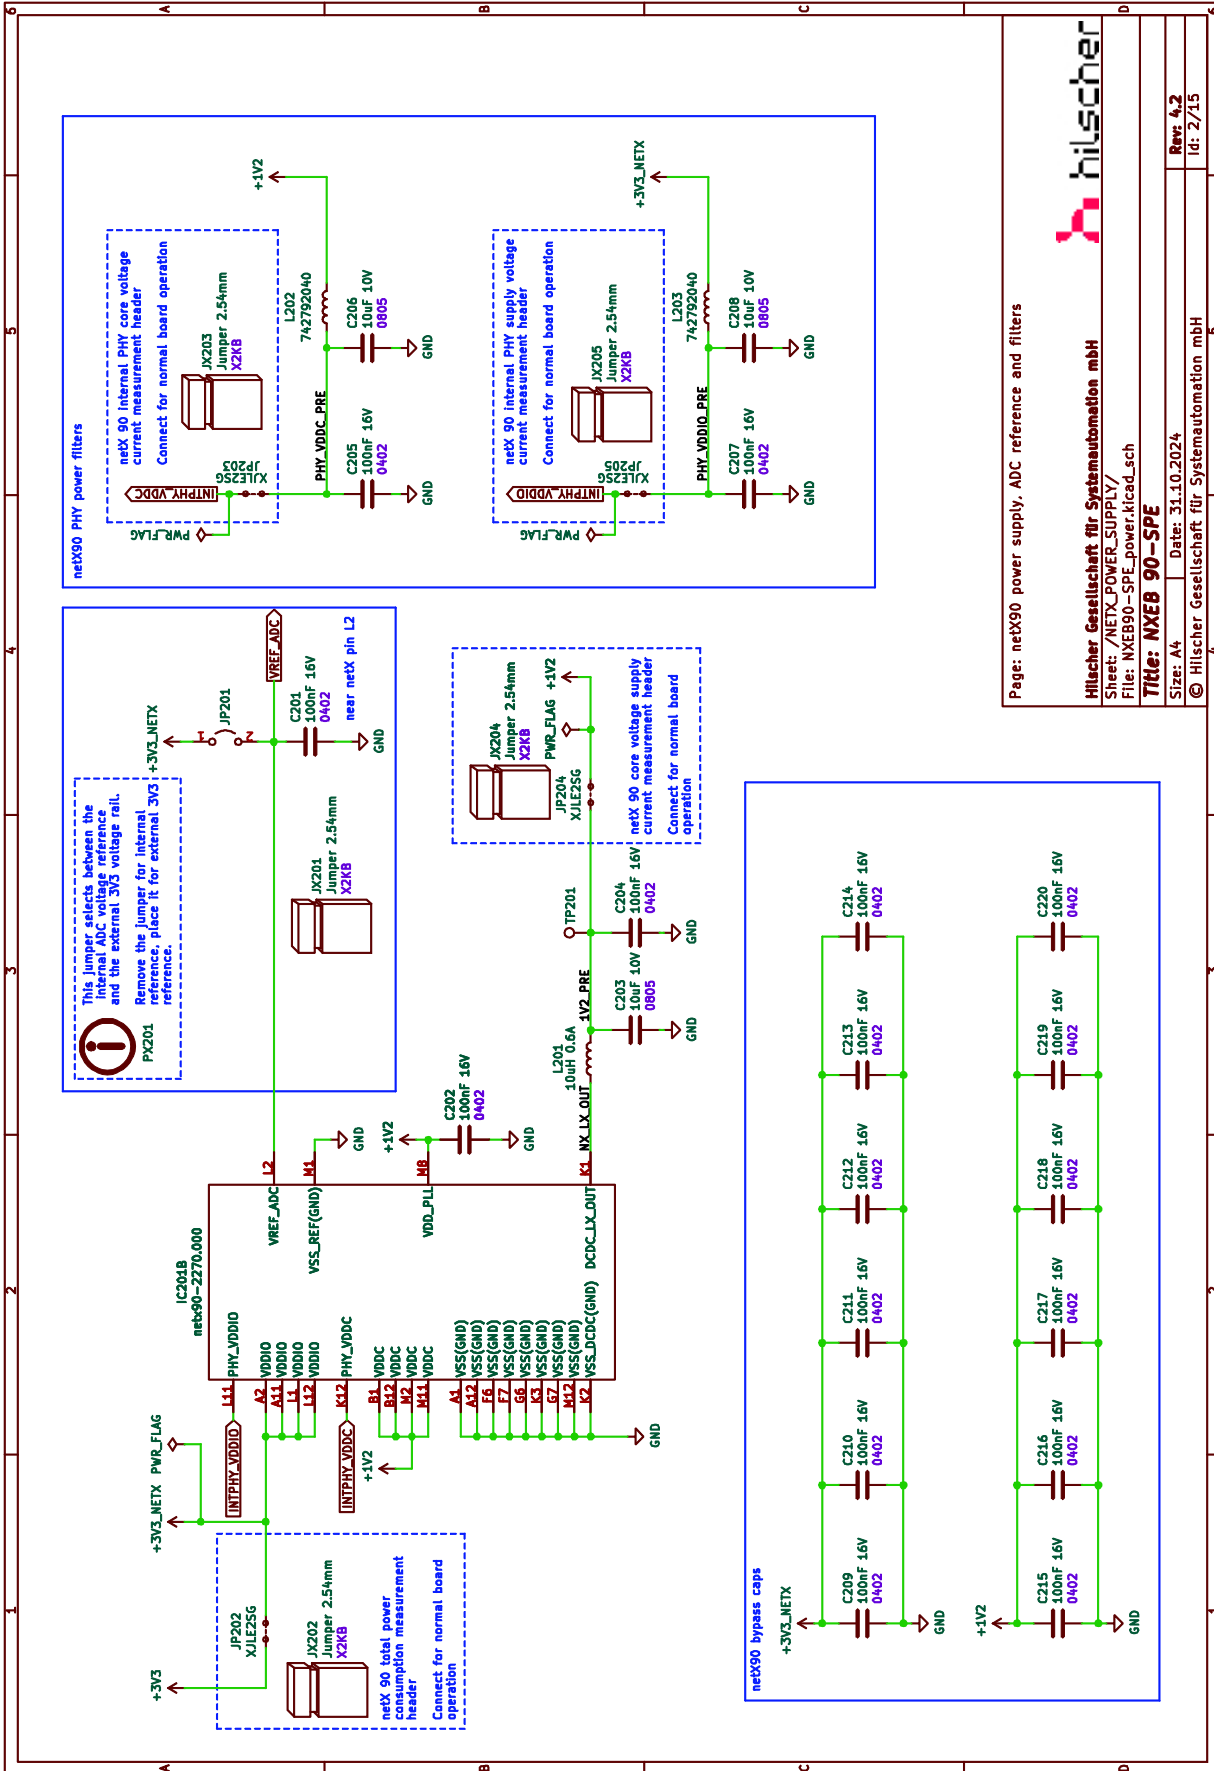 +3V3
JP202
XJLE2SG
JX202
Jumper 2.54mm
X2KB
netX 90 total power
consumption measurement
header
Connect for normal board
operation
+3V3_NETX
PWR_FLAG
INTPHY_VDDIO
INTPHY_VDDC
+1V2
IC201B
netx90-2270.000
L11
PHY_VDDIO
A2
VDDIO
A11
VDDIO
L1
VDDIO
L12
VDDIO
K12
PHY_VDDC
B1
VDDC
B12
VDDC
M2
VDDC
M11
VDDC
A1
VSS(GND)
A12
VSS(GND)
F6
VSS(GND)
F7
VSS(GND)
G6
VSS(GND)
K3
VSS(GND)
G7
VSS(GND)
M12
VSS(GND)
K2
VSS_DCDC(GND)
GND
VREF_ADC
L2
VSS_REF(GND)
M1
VDD_PLL
M8
DCDC_LX_OUT
K1
GND
+1V2
C202
100nF 16V
0402
GND
NX_LX_OUT
L201
10uH 0.6A
1V2_PRE
C203
10uF 10V
0805
GND
TP201
C204
100nF 16V
0402
GND
JX204
Jumper 2.54mm
X2KB
JP204
XJLE2SG
PWR_FLAG
+1V2
netX 90 core voltage supply
current measurement header
Connect for normal board
operation
This jumper selects between the
internal ADC voltage reference
and the external 3V3 voltage rail.
Remove the jumper for internal
reference, place it for external 3V3
reference.
PX201
JX201
Jumper 2.54mm
X2KB
+3V3_NETX
1
2
JP201
VREF_ADC
C201
100nF 16V
0402
near netX pin L2
GND
netX90 PHY power filters
netX 90 internal PHY core voltage
current measurement header
Connect for normal board operation
JX203
Jumper 2.54mm
X2KB
PWR_FLAG
INTPHY_VDDC
XJLE2SG
JP203
PHY_VDDC_PRE
C205
100nF 16V
0402
GND
L202
742792040
C206
10uF 10V
0805
GND
+1V2
netX 90 internal PHY supply voltage
current measurement header
Connect for normal board operation
JX205
Jumper 2.54mm
X2KB
PWR_FLAG
INTPHY_VDDIO
XJLE2SG
JP205
PHY_VDDIO_PRE
C207
100nF 16V
0402
GND
L203
742792040
C208
10uF 10V
0805
GND
+3V3_NETX
netX90 bypass caps
+3V3_NETX
C209
100nF 16V
0402
C210
100nF 16V
0402
C211
100nF 16V
0402
C212
100nF 16V
0402
C213
100nF 16V
0402
C214
100nF 16V
0402
GND
+1V2
C215
100nF 16V
0402
C216
100nF 16V
0402
C217
100nF 16V
0402
C218
100nF 16V
0402
C219
100nF 16V
0402
C220
100nF 16V
0402
GND
Page: netX90 power supply, ADC reference and filters
hilscher
Hilscher Gesellschaft für Systemautomation mbH
Sheet: /NETX_POWER_SUPPLY/
File: NXEB90-SPE_power.kicad_sch
Title: NXEB 90-SPE
Size: A4
Date: 31.10.2024
Rev: 4.2
© Hilscher Gesellschaft für Systemautomation mbH
Id: 2/15
1
2
3
4
5
6
A
B
C
D